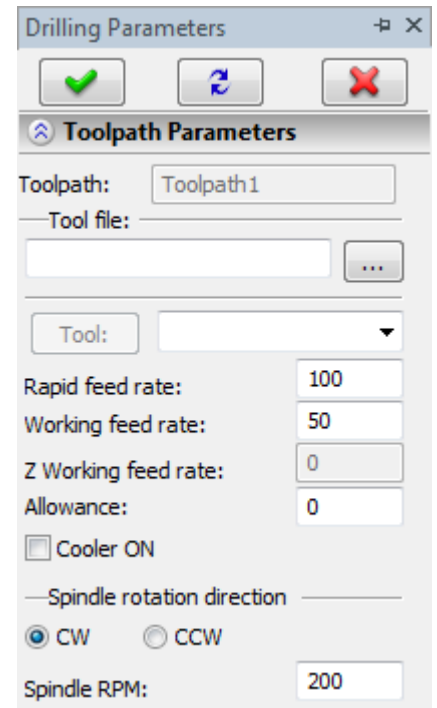 Drilling Parameters
Toolpath Parameters
Toolpath: Toolpath1
Tool file:
...
Tool:
Rapid feed rate: 100
Working feed rate: 50
Z Working feed rate: 0
Allowance: 0
Cooler ON
Spindle rotation direction
CW CCW
Spindle RPM: 200